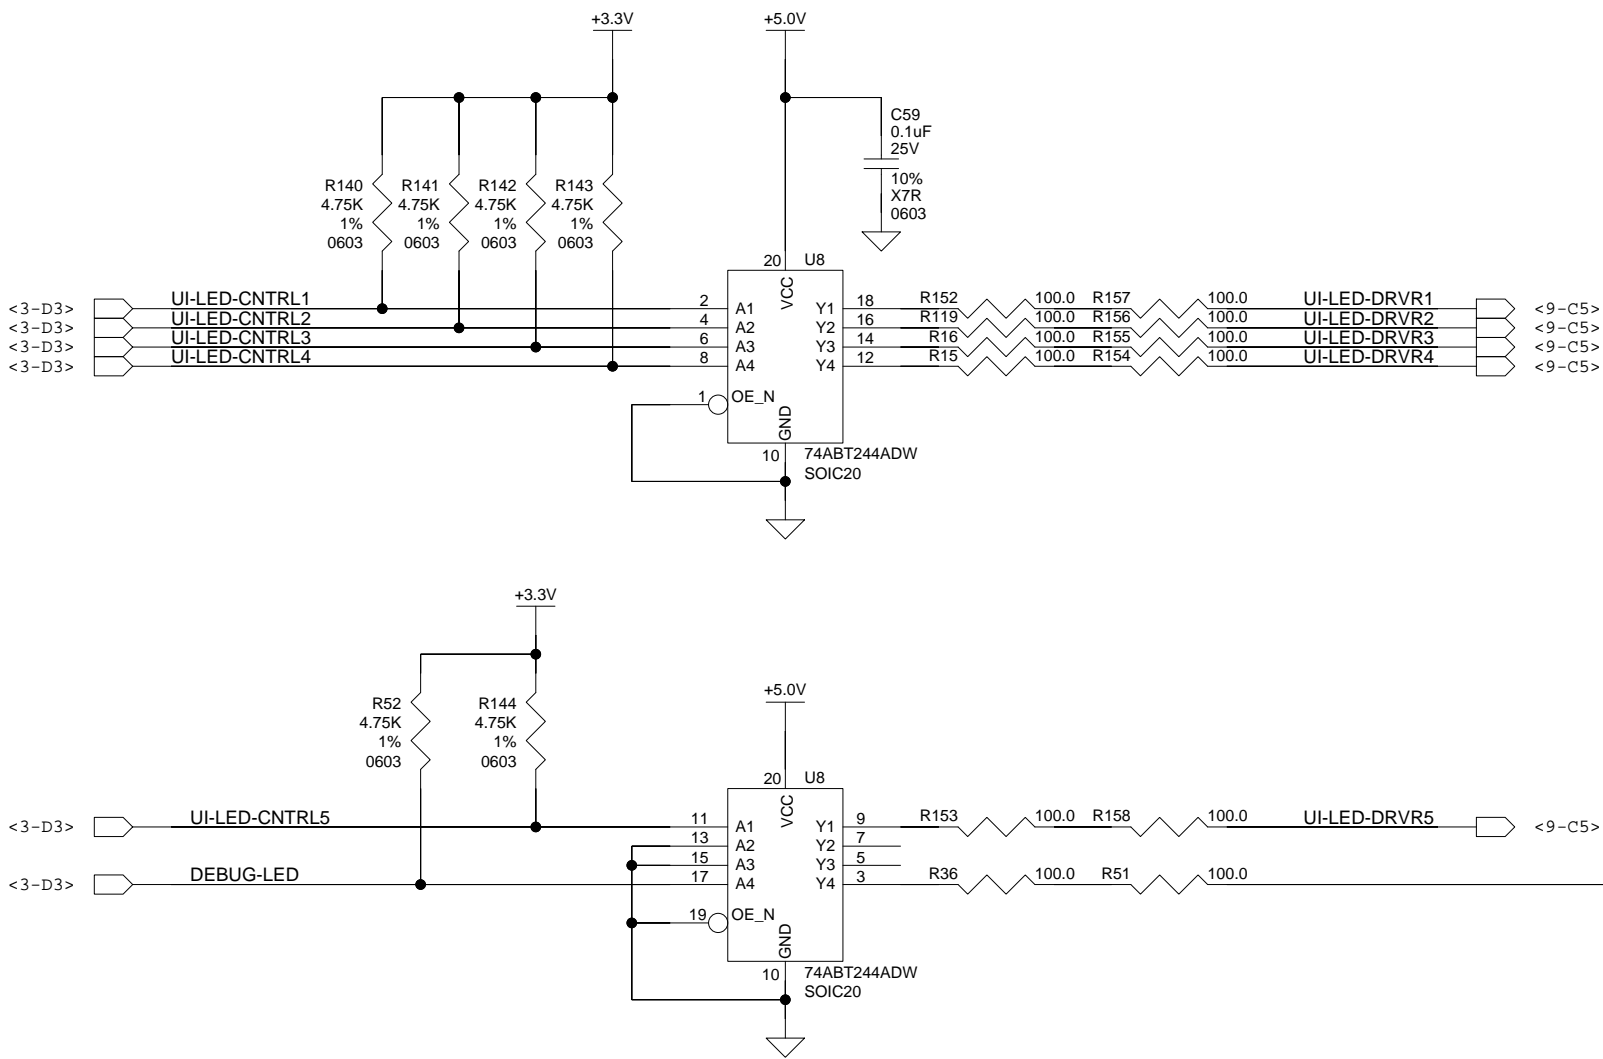 +3.3V
+5.0V
C59
0.1uF
25V
10%
X7R
0603
R140
4.75K
1%
0603
R141
4.75K
1%
0603
R142
4.75K
1%
0603
R143
4.75K
1%
0603
20 U8
VCC
<3-D3> UI-LED-CNTRL1 2 A1 Y1 18 R152 100.0 R157 100.0 UI-LED-DRVR1 <9-C5>
<3-D3> UI-LED-CNTRL2 4 A2 Y2 16 R119 100.0 R156 100.0 UI-LED-DRVR2 <9-C5>
<3-D3> UI-LED-CNTRL3 6 A3 Y3 14 R16 100.0 R155 100.0 UI-LED-DRVR3 <9-C5>
<3-D3> UI-LED-CNTRL4 8 A4 Y4 12 R15 100.0 R154 100.0 UI-LED-DRVR4 <9-C5>
1 OE_N
GND
10 74ABT244ADW
SOIC20
+3.3V
R52
4.75K
1%
0603
R144
4.75K
1%
0603
+5.0V
20 U8
VCC
<3-D3> UI-LED-CNTRL5 11 A1 Y1 9 R153 100.0 R158 100.0 UI-LED-DRVR5 <9-C5>
13 A2 Y2 7
15 A3 Y3 5
<3-D3> DEBUG-LED 17 A4 Y4 3 R36 100.0 R51 100.0
19 OE_N
GND
10 74ABT244ADW
SOIC20